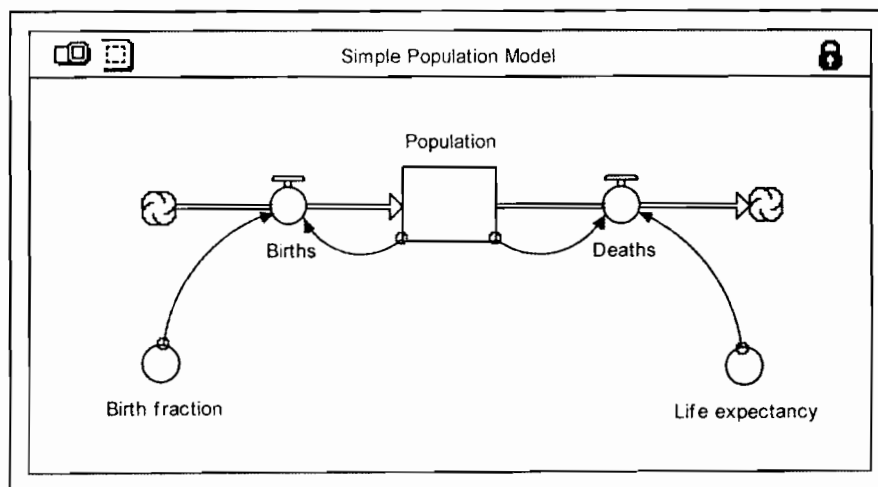 Simple Population Model
Population
Births
Deaths
Birth fraction
Life expectancy